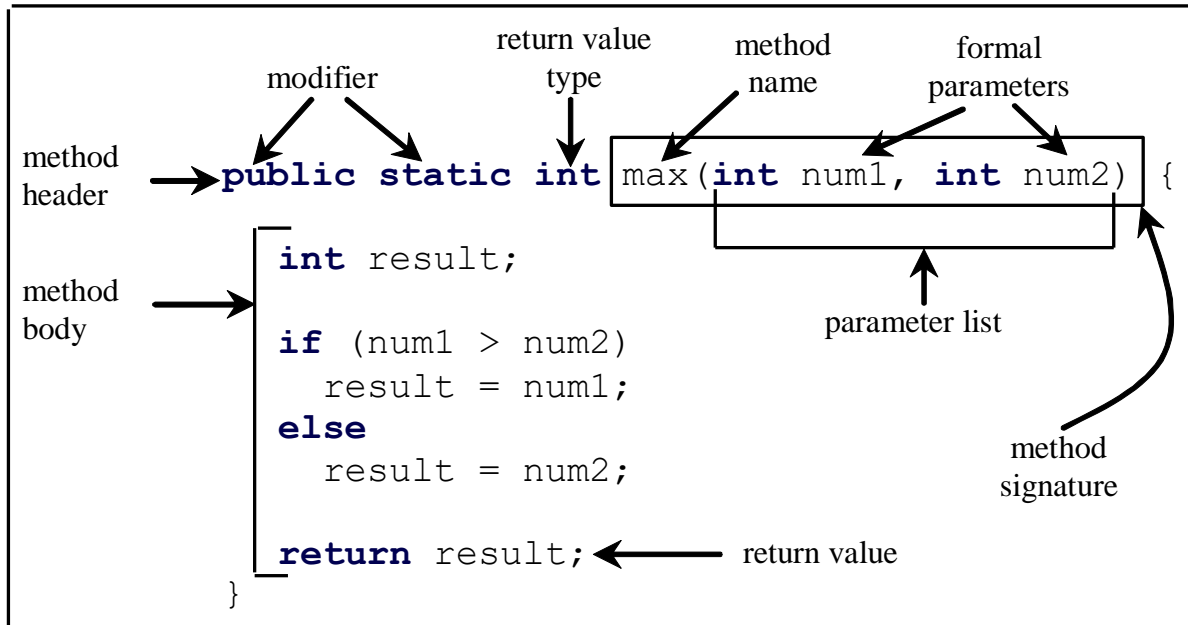 return value
type
method
name
formal
parameters
modifier
method
header
public static int max(int num1, int num2) {
int result;
method
body
parameter list
if (num1 > num2)
result = num1;
else
result = num2;
method
signature
return result;
return value
}